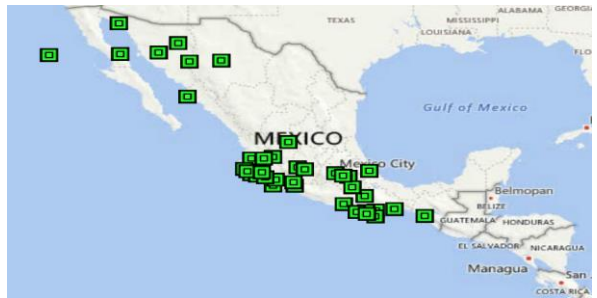 TEXAS
ALABAMA
GEORGIA
MISSISSIPPI
LOUISIANA
FLO
Gulf of Mexico
MEXICO
Mexico City
Belmopan
BELIZE
GUATEMALA
HONDURAS
EL SALVADOR
NICARAGUA
Managua
San
COSTA RICA